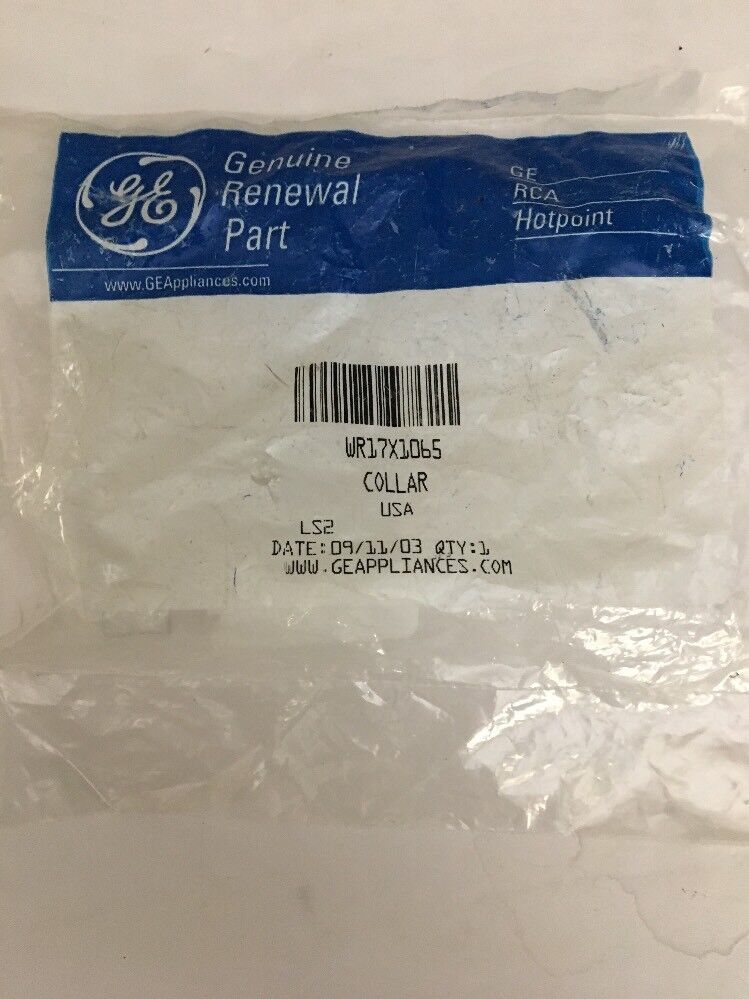 GE
Genuine
Renewal
Part
www.GEAppliances.com
GE
RCA
Hotpoint
WR17X1065
COLLAR
USA
LS2
DATE:09/11/03 QTY:1
WWW.GEAPPLIANCES.COM